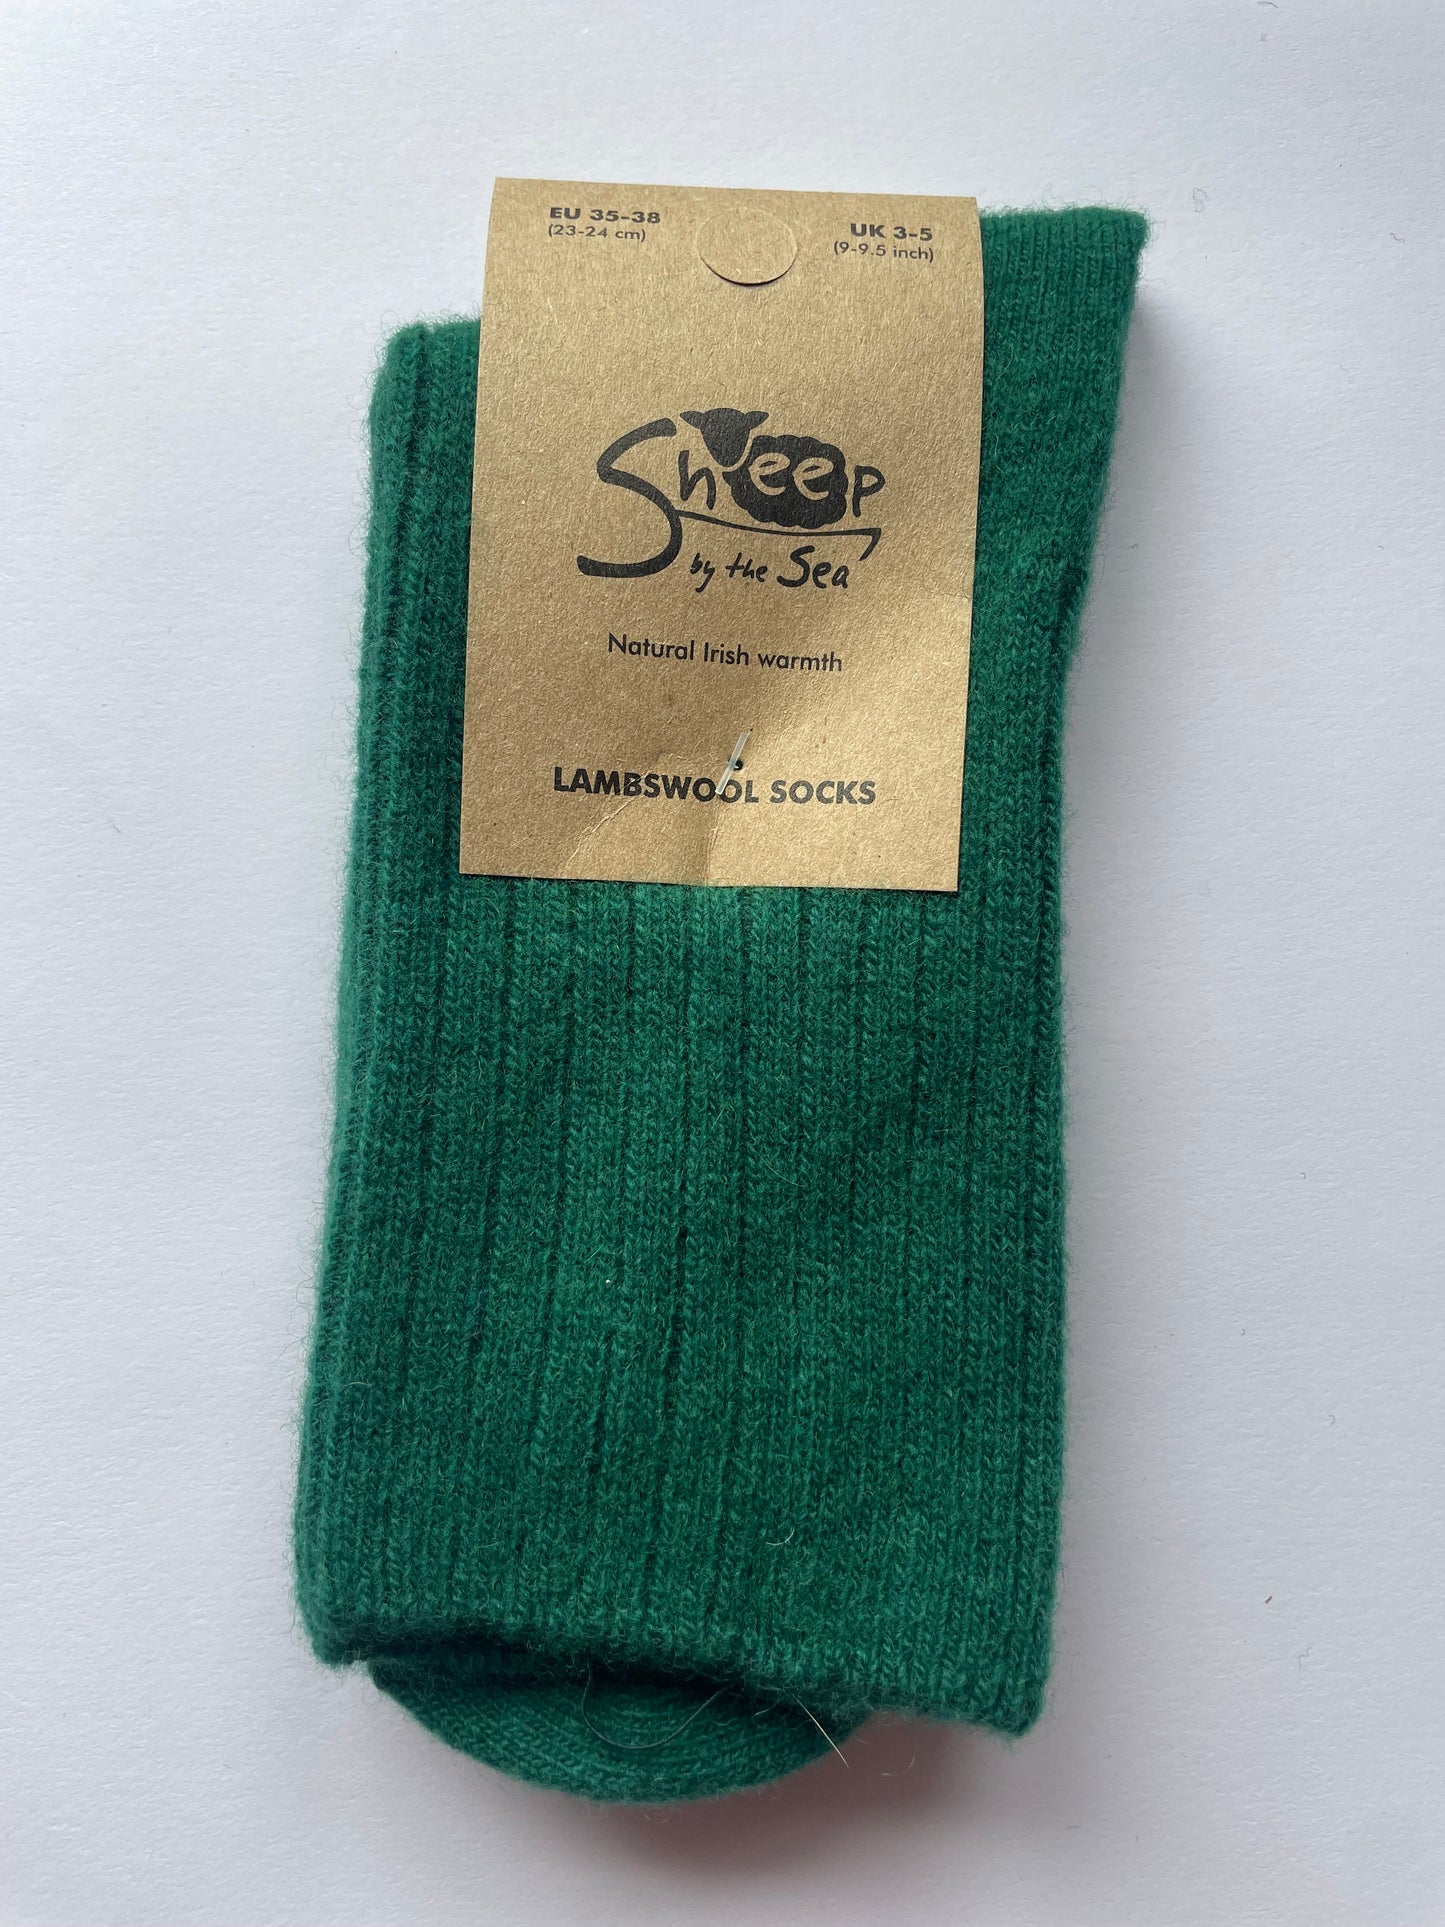 EU 35-38
(23-24 cm)
UK 3-5
(9-9.5 inch)
Sheep
by the Sea
Natural Irish warmth
LAMBSWOOL SOCKS